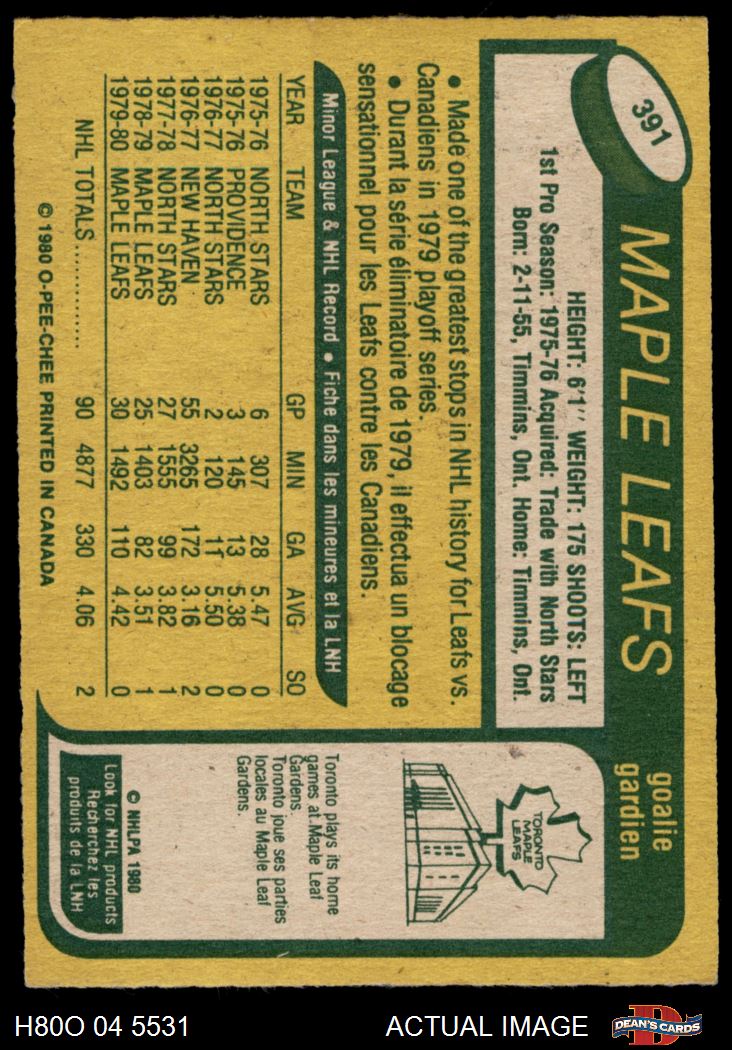 391
MAPLE LEAFS
goalie
gardien
HEIGHT: 6'1'' WEIGHT: 175 SHOOTS: LEFT
1st Pro Season: 1975-76 Acquired: Trade with North Stars
Born: 2-11-55, Timmins, Ont. Home: Timmins, Ont.
• Made one of the greatest stops in NHL history for Leafs vs.
Canadiens in 1979 playoff series.
• Durant la série éliminatoire de 1979, il effectua un blocage
sensationnel pour les Leafs contre les Canadiens.
Minor League & NHL Record • Fiche dans les mineures et la LNH
YEAR TEAM GP MIN GA AVG SO
1975-76 NORTH STARS 6 307 28 5.47 0
1975-76 PROVIDENCE 3 145 13 5.38 0
1976-77 NORTH STARS 2 120 11 5.50 0
1976-77 NEW HAVEN 55 3265 172 3.16 2
1977-78 NORTH STARS 27 1555 99 3.82 1
1978-79 MAPLE LEAFS 25 1403 82 3.51 1
1979-80 MAPLE LEAFS 30 1492 110 4.42 0
NHL TOTALS.............. 90 4877 330 4.06 2
© 1980 O-PEE-CHEE PRINTED IN CANADA
TORONTO
MAPLE
LEAFS
Toronto plays its home
games at Maple Leaf
Gardens.
Toronto joue ses parties
locales au Maple Leaf
Gardens.
© NHLPA 1980
Look for NHL products
Recherchez les
produits de la LNH
H80O 04 5531
ACTUAL IMAGE
D
DEAN'S CARDS